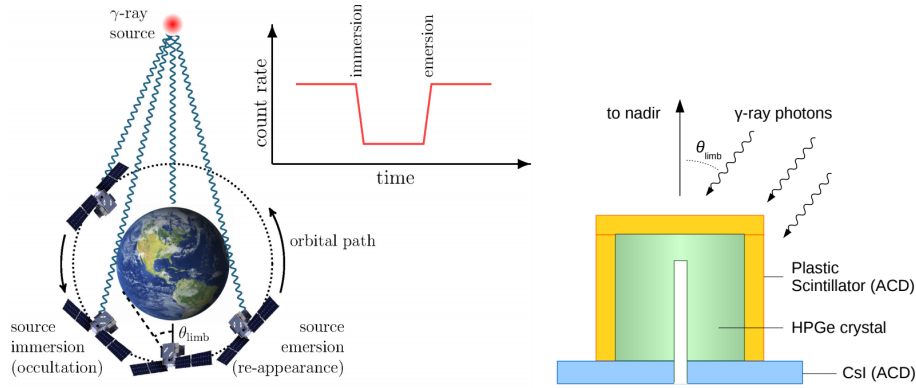 γ-ray
source
immersion
emersion
count rate
time
orbital path
source
immersion
(occultation)
θlimb
source
emersion
(re-appearance)
to nadir
γ-ray photons
θlimb
Plastic
Scintillator (ACD)
HPGe crystal
CsI (ACD)